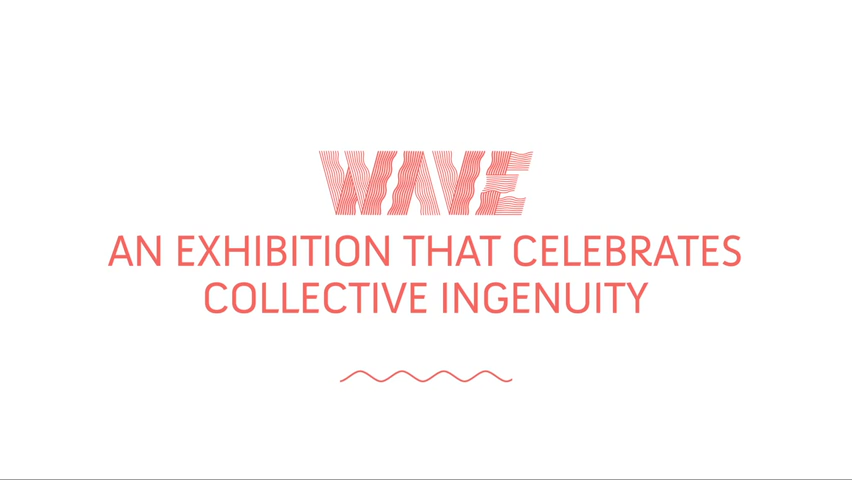 WAVE
AN EXHIBITION THAT CELEBRATES
COLLECTIVE INGENUITY